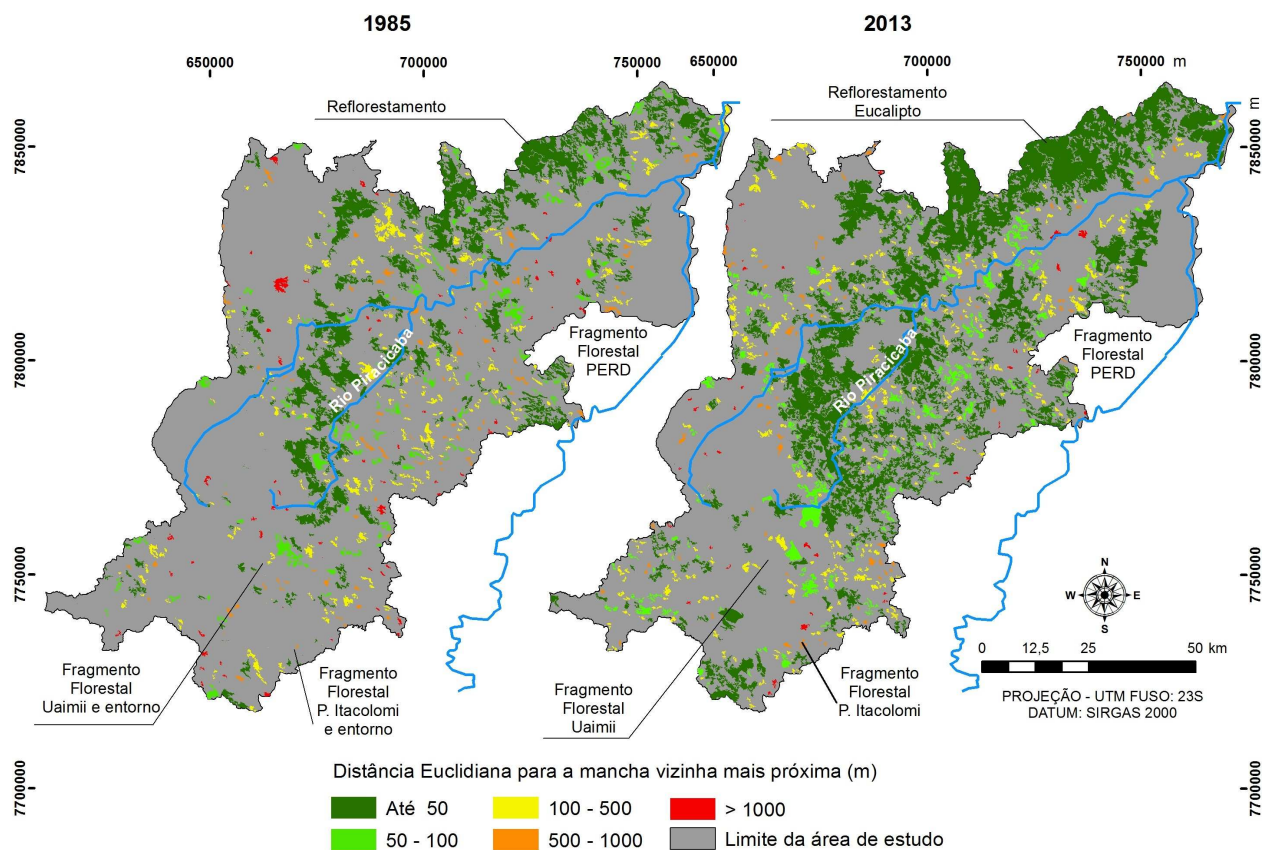 1985
2013
650000
700000
750000
650000
700000
750000 m
m
Reflorestamento
Reflorestamento
Eucalipto
7850000
7850000
7800000
7800000
7750000
7750000
7700000
7700000
Rio Piracicaba
Rio Piracicaba
Fragmento
Florestal
PERD
Fragmento
Florestal
PERD
Fragmento
Florestal
Uaimii e entorno
Fragmento
Florestal
P. Itacolomi
e entorno
Fragmento
Florestal
Uaimii
Fragmento
Florestal
P. Itacolomi
N
W E
S
0 12,5 25 50 km
PROJEÇÃO - UTM FUSO: 23S
DATUM: SIRGAS 2000
Distância Euclidiana para a mancha vizinha mais próxima (m)
Até 50
100 - 500
> 1000
50 - 100
500 - 1000
Limite da área de estudo